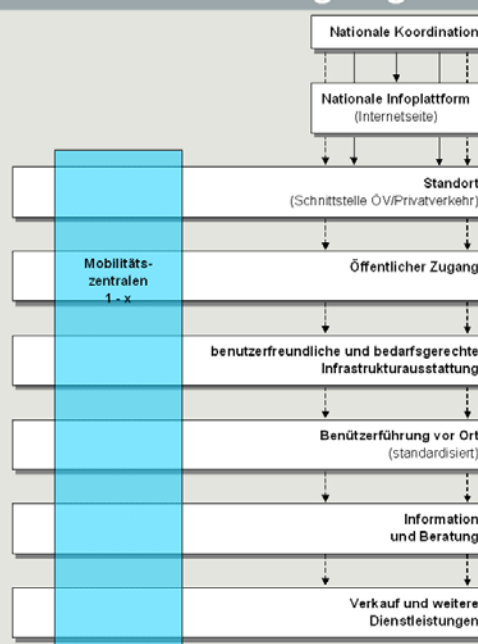 Nationale Koordination
Nationale Infoplattform
(Internetseite)
Standort
(Schnittstelle ÖV/Privatverkehr)
Mobilitäts-
zentralen
1 - x
Öffentlicher Zugang
benutzerfreundliche und bedarfsgerechte
Infrastrukturausstattung
Benützerführung vor Ort
(standardisiert)
Information
und Beratung
Verkauf und weitere
Dienstleistungen